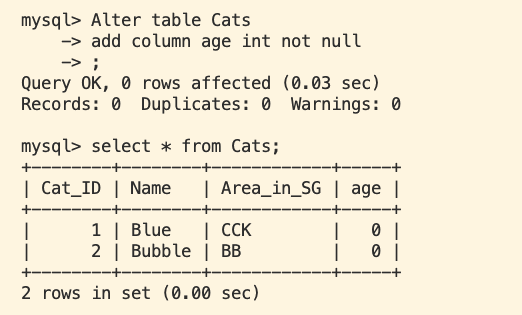 mysql> Alter table Cats
    -> add column age int not null
    -> ;
Query OK, 0 rows affected (0.03 sec)
Records: 0  Duplicates: 0  Warnings: 0

mysql> select * from Cats;
+--------+--------+------------+-----+
| Cat_ID | Name   | Area_in_SG | age |
+--------+--------+------------+-----+
|      1 | Blue   | CCK        |   0 |
|      2 | Bubble | BB         |   0 |
+--------+--------+------------+-----+
2 rows in set (0.00 sec)